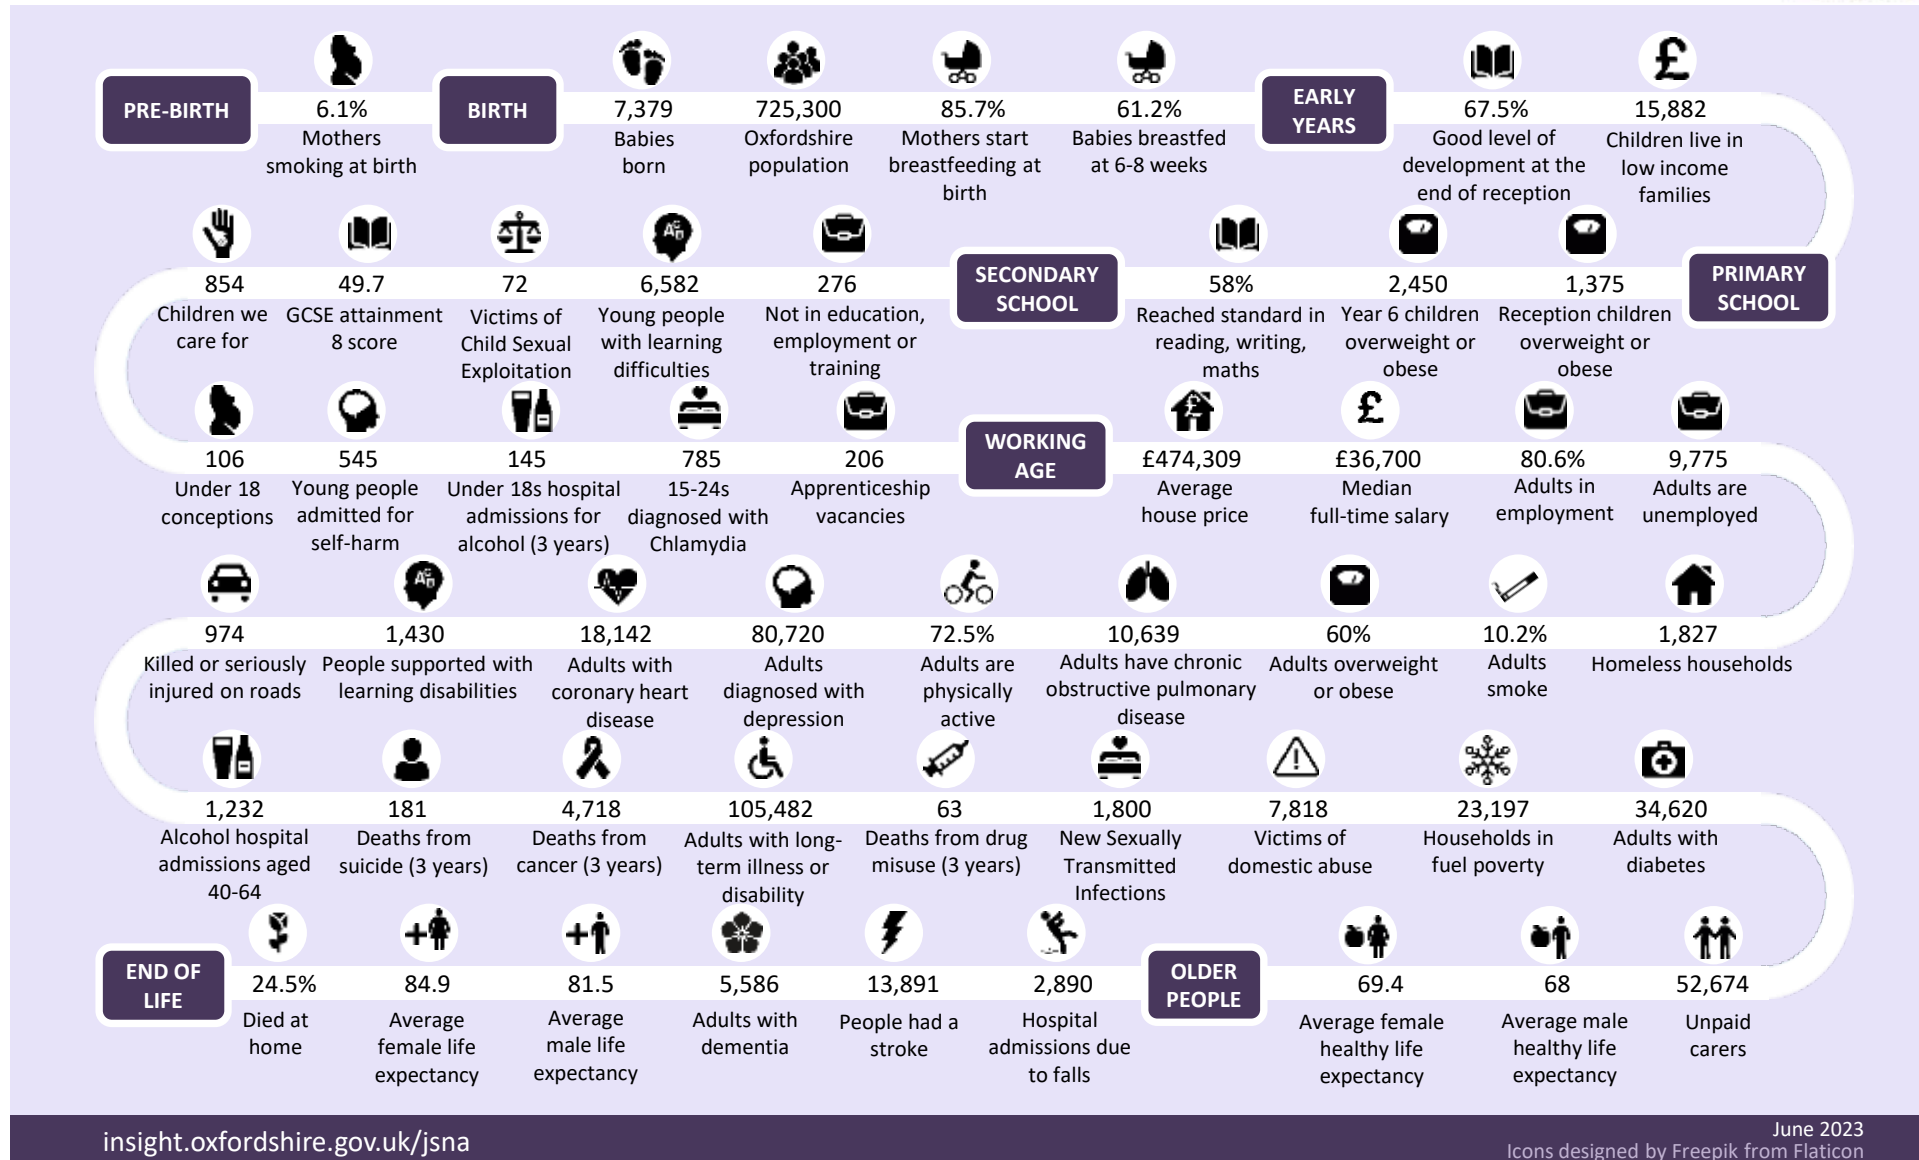 PRE-BIRTH
6.1%
Mothers
smoking at birth
BIRTH
7,379
Babies
born
725,300
Oxfordshire
population
85.7%
Mothers start
breastfeeding at
birth
61.2%
Babies breastfed
at 6-8 weeks
EARLY
YEARS
67.5%
Good level of
development at the
end of reception
£
15,882
Children live in
low income
families
PRIMARY
SCHOOL
1,375
Reception children
overweight or
obese
2,450
Year 6 children
overweight or
obese
58%
Reached standard in
reading, writing,
maths
SECONDARY
SCHOOL
276
Not in education,
employment or
training
6,582
Young people
with learning
difficulties
72
Victims of
Child Sexual
Exploitation
49.7
GCSE attainment
8 score
854
Children we
care for
106
Under 18
conceptions
545
Young people
admitted for
self-harm
145
Under 18s hospital
admissions for
alcohol (3 years)
785
15-24s
diagnosed with
Chlamydia
206
Apprenticeship
vacancies
WORKING
AGE
£
£474,309
Average
house price
£
£36,700
Median
full-time salary
80.6%
Adults in
employment
9,775
Adults are
unemployed
1,827
Homeless households
10.2%
Adults
smoke
60%
Adults overweight
or obese
10,639
Adults have chronic
obstructive pulmonary
disease
72.5%
Adults are
physically
active
80,720
Adults
diagnosed with
depression
18,142
Adults with
coronary heart
disease
1,430
People supported with
learning disabilities
974
Killed or seriously
injured on roads
1,232
Alcohol hospital
admissions aged
40-64
181
Deaths from
suicide (3 years)
4,718
Deaths from
cancer (3 years)
105,482
Adults with long-
term illness or
disability
63
Deaths from drug
misuse (3 years)
1,800
New Sexually
Transmitted
Infections
7,818
Victims of
domestic abuse
23,197
Households in
fuel poverty
34,620
Adults with
diabetes
52,674
Unpaid
carers
68
Average male
healthy life
expectancy
69.4
Average female
healthy life
expectancy
OLDER
PEOPLE
2,890
Hospital
admissions due
to falls
13,891
People had a
stroke
5,586
Adults with
dementia
81.5
Average
male life
expectancy
84.9
Average
female life
expectancy
24.5%
Died at
home
END OF
LIFE
insight.oxfordshire.gov.uk/jsna
June 2023
Icons designed by Freepik from Flaticon